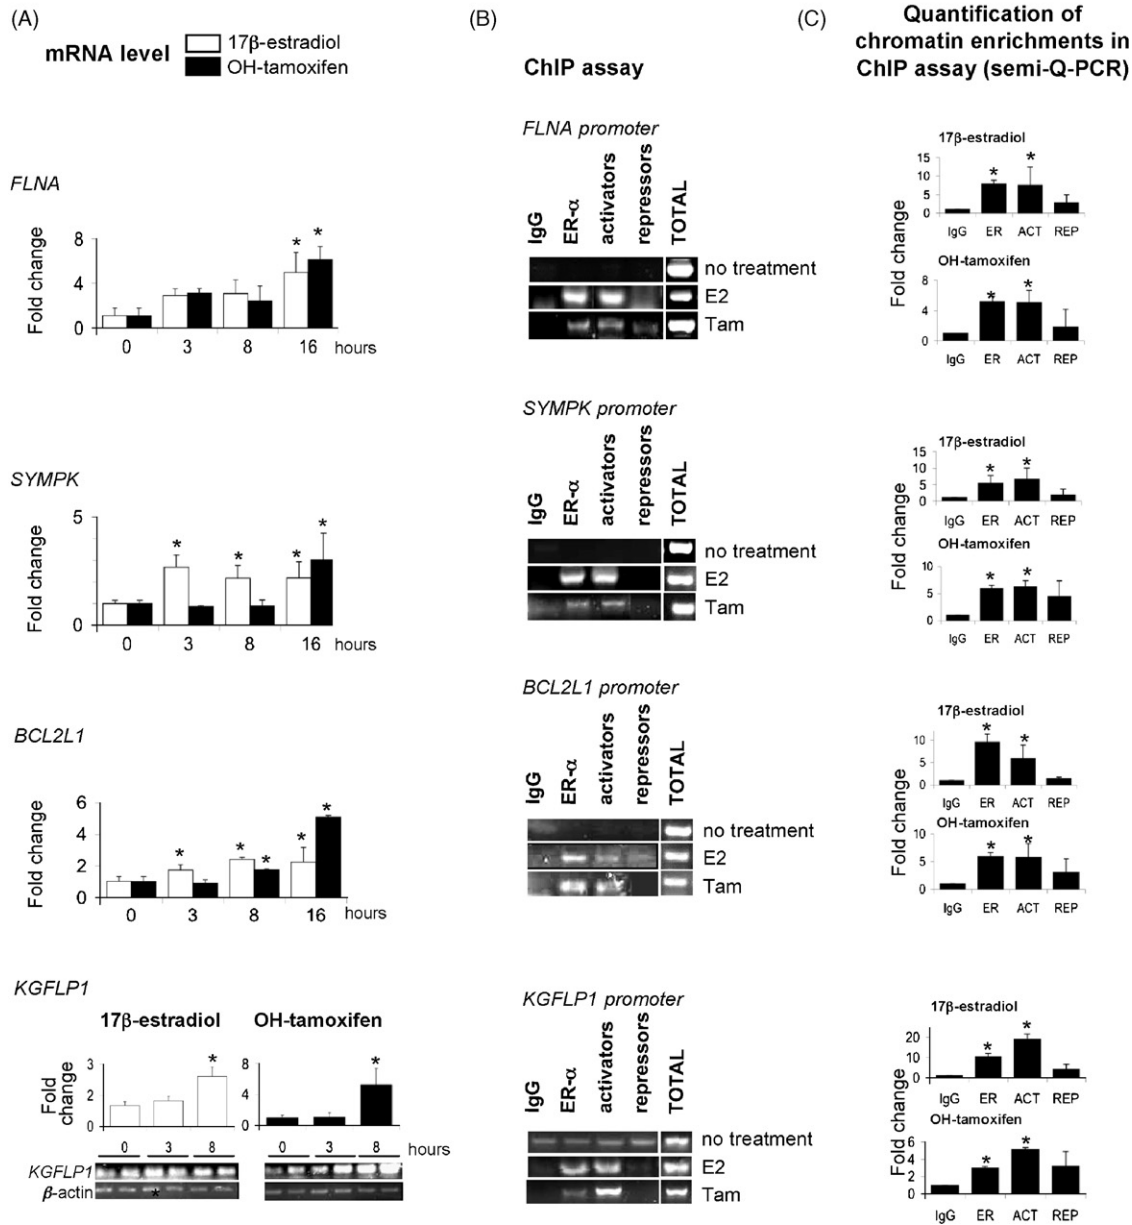 (A)
mRNA level
17β-estradiol
OH-tamoxifen
FLNA
Fold change
8
4
0
*
*
0 3 8 16 hours
SYMPK
Fold change
5
0
*
*
*
*
0 3 8 16 hours
BCL2L1
Fold change
6
4
2
0
*
*
*
*
*
0 3 8 16 hours
KGFLP1
17β-estradiol
OH-tamoxifen
Fold
change
3
2
0
*
8
4
0
*
0 3 8
0 3 8 hours
KGFLP1
β-actin
*
(B)
ChIP assay
FLNA promoter
IgG
ER-α
activators
repressors
TOTAL
no treatment
E2
Tam
SYMPK promoter
IgG
ER-α
activators
repressors
TOTAL
no treatment
E2
Tam
BCL2L1 promoter
IgG
ER-α
activators
repressors
TOTAL
no treatment
E2
Tam
KGFLP1 promoter
IgG
ER-α
activators
repressors
TOTAL
no treatment
E2
Tam
(C)
Quantification of
chromatin enrichments in
ChIP assay (semi-Q-PCR)
Fold change
17β-estradiol
15
10
5
0
*
*
IgG ER ACT REP
OH-tamoxifen
8
4
0
*
*
IgG ER ACT REP
Fold change
17β-estradiol
15
10
5
0
*
*
IgG ER ACT REP
OH-tamoxifen
10
5
0
*
*
IgG ER ACT REP
Fold change
17β-estradiol
10
5
0
*
*
IgG ER ACT REP
OH-tamoxifen
10
5
0
*
*
IgG ER ACT REP
Fold change
17β-estradiol
20
10
0
*
*
IgG ER ACT REP
OH-tamoxifen
6
4
2
0
*
*
IgG ER ACT REP